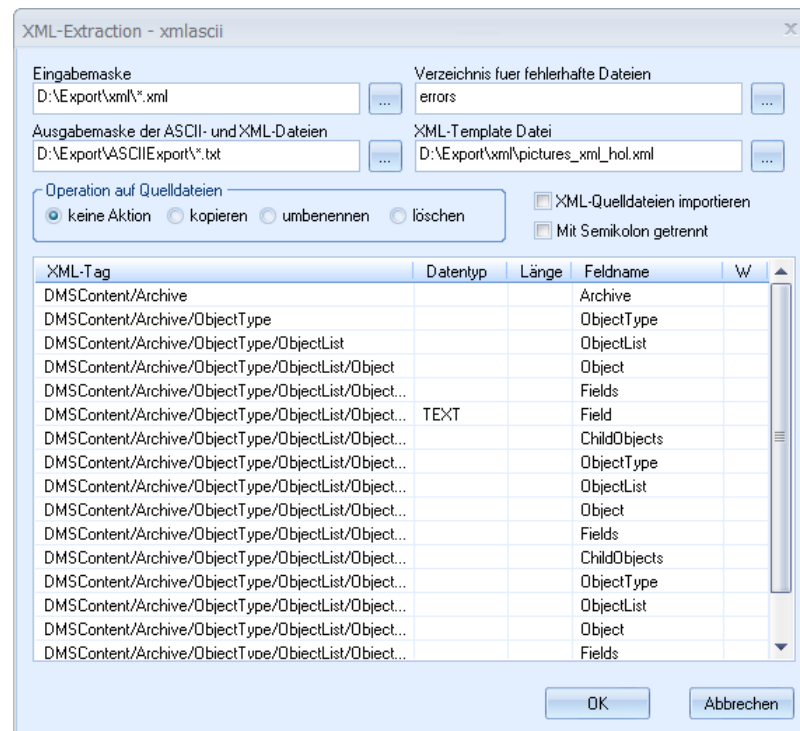 XML-Extraction - xmlascii
Eingabemaske
Verzeichnis fuer fehlerhafte Dateien
D:\Export\xml\*.xml
...
errors
...
Ausgabemaske der ASCII- und XML-Dateien
XML-Template Datei
D:\Export\ASCIIExport\*.txt
...
D:\Export\xml\pictures_xml_hol.xml
...
Operation auf Quelldateien
keine Aktion kopieren umbenennen löschen
XML-Quelldateien importieren
Mit Semikolon getrennt
XML-Tag Datentyp Länge Feldname W
DMSContent/Archive Archive
DMSContent/Archive/ObjectType ObjectType
DMSContent/Archive/ObjectType/ObjectList ObjectList
DMSContent/Archive/ObjectType/ObjectList/Object Object
DMSContent/Archive/ObjectType/ObjectList/Object... Fields
DMSContent/Archive/ObjectType/ObjectList/Object... TEXT Field
DMSContent/Archive/ObjectType/ObjectList/Object... ChildObjects
DMSContent/Archive/ObjectType/ObjectList/Object... ObjectType
DMSContent/Archive/ObjectType/ObjectList/Object... ObjectList
DMSContent/Archive/ObjectType/ObjectList/Object... Object
DMSContent/Archive/ObjectType/ObjectList/Object... Fields
DMSContent/Archive/ObjectType/ObjectList/Object... ChildObjects
DMSContent/Archive/ObjectType/ObjectList/Object... ObjectType
DMSContent/Archive/ObjectType/ObjectList/Object... ObjectList
DMSContent/Archive/ObjectType/ObjectList/Object... Object
DMSContent/Archive/ObjectType/ObjectList/Object... Fields
OK Abbrechen